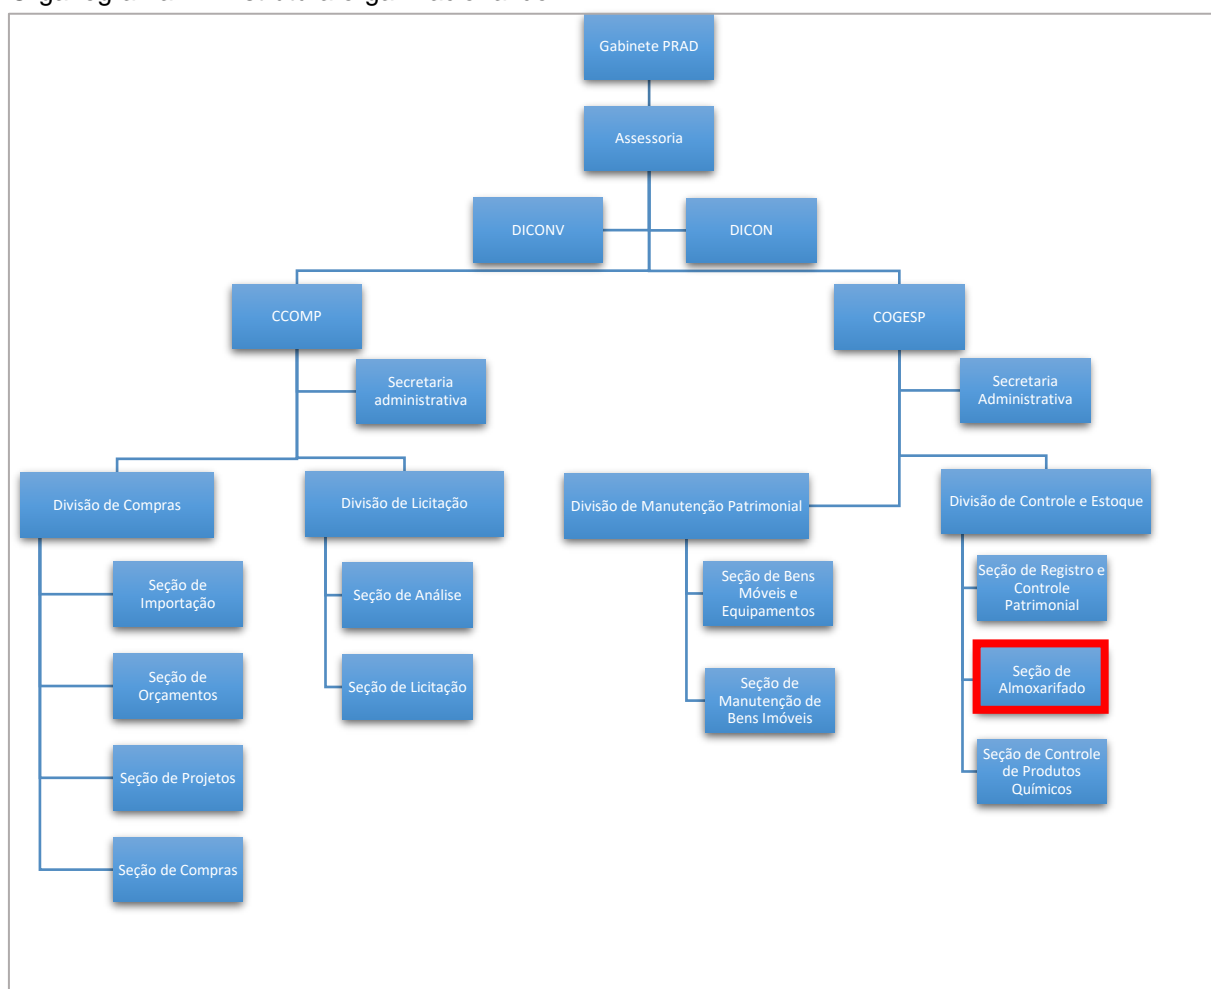 Gabinete PRAD
Assessoria
DICONV
DICON
CCOMP
COGESP
Secretaria
administrativa
Secretaria
Administrativa
Divisão de Compras
Divisão de Licitação
Divisão de Manutenção Patrimonial
Divisão de Controle e Estoque
Seção de
Importação
Seção de
Orçamentos
Seção de Projetos
Seção de Compras
Seção de Análise
Seção de Licitação
Seção de Bens
Móveis e
Equipamentos
Seção de
Manutenção de
Bens Imóveis
Seção de Registro e
Controle
Patrimonial
Seção de
Almoxarifado
Seção de Controle
de Produtos
Químicos